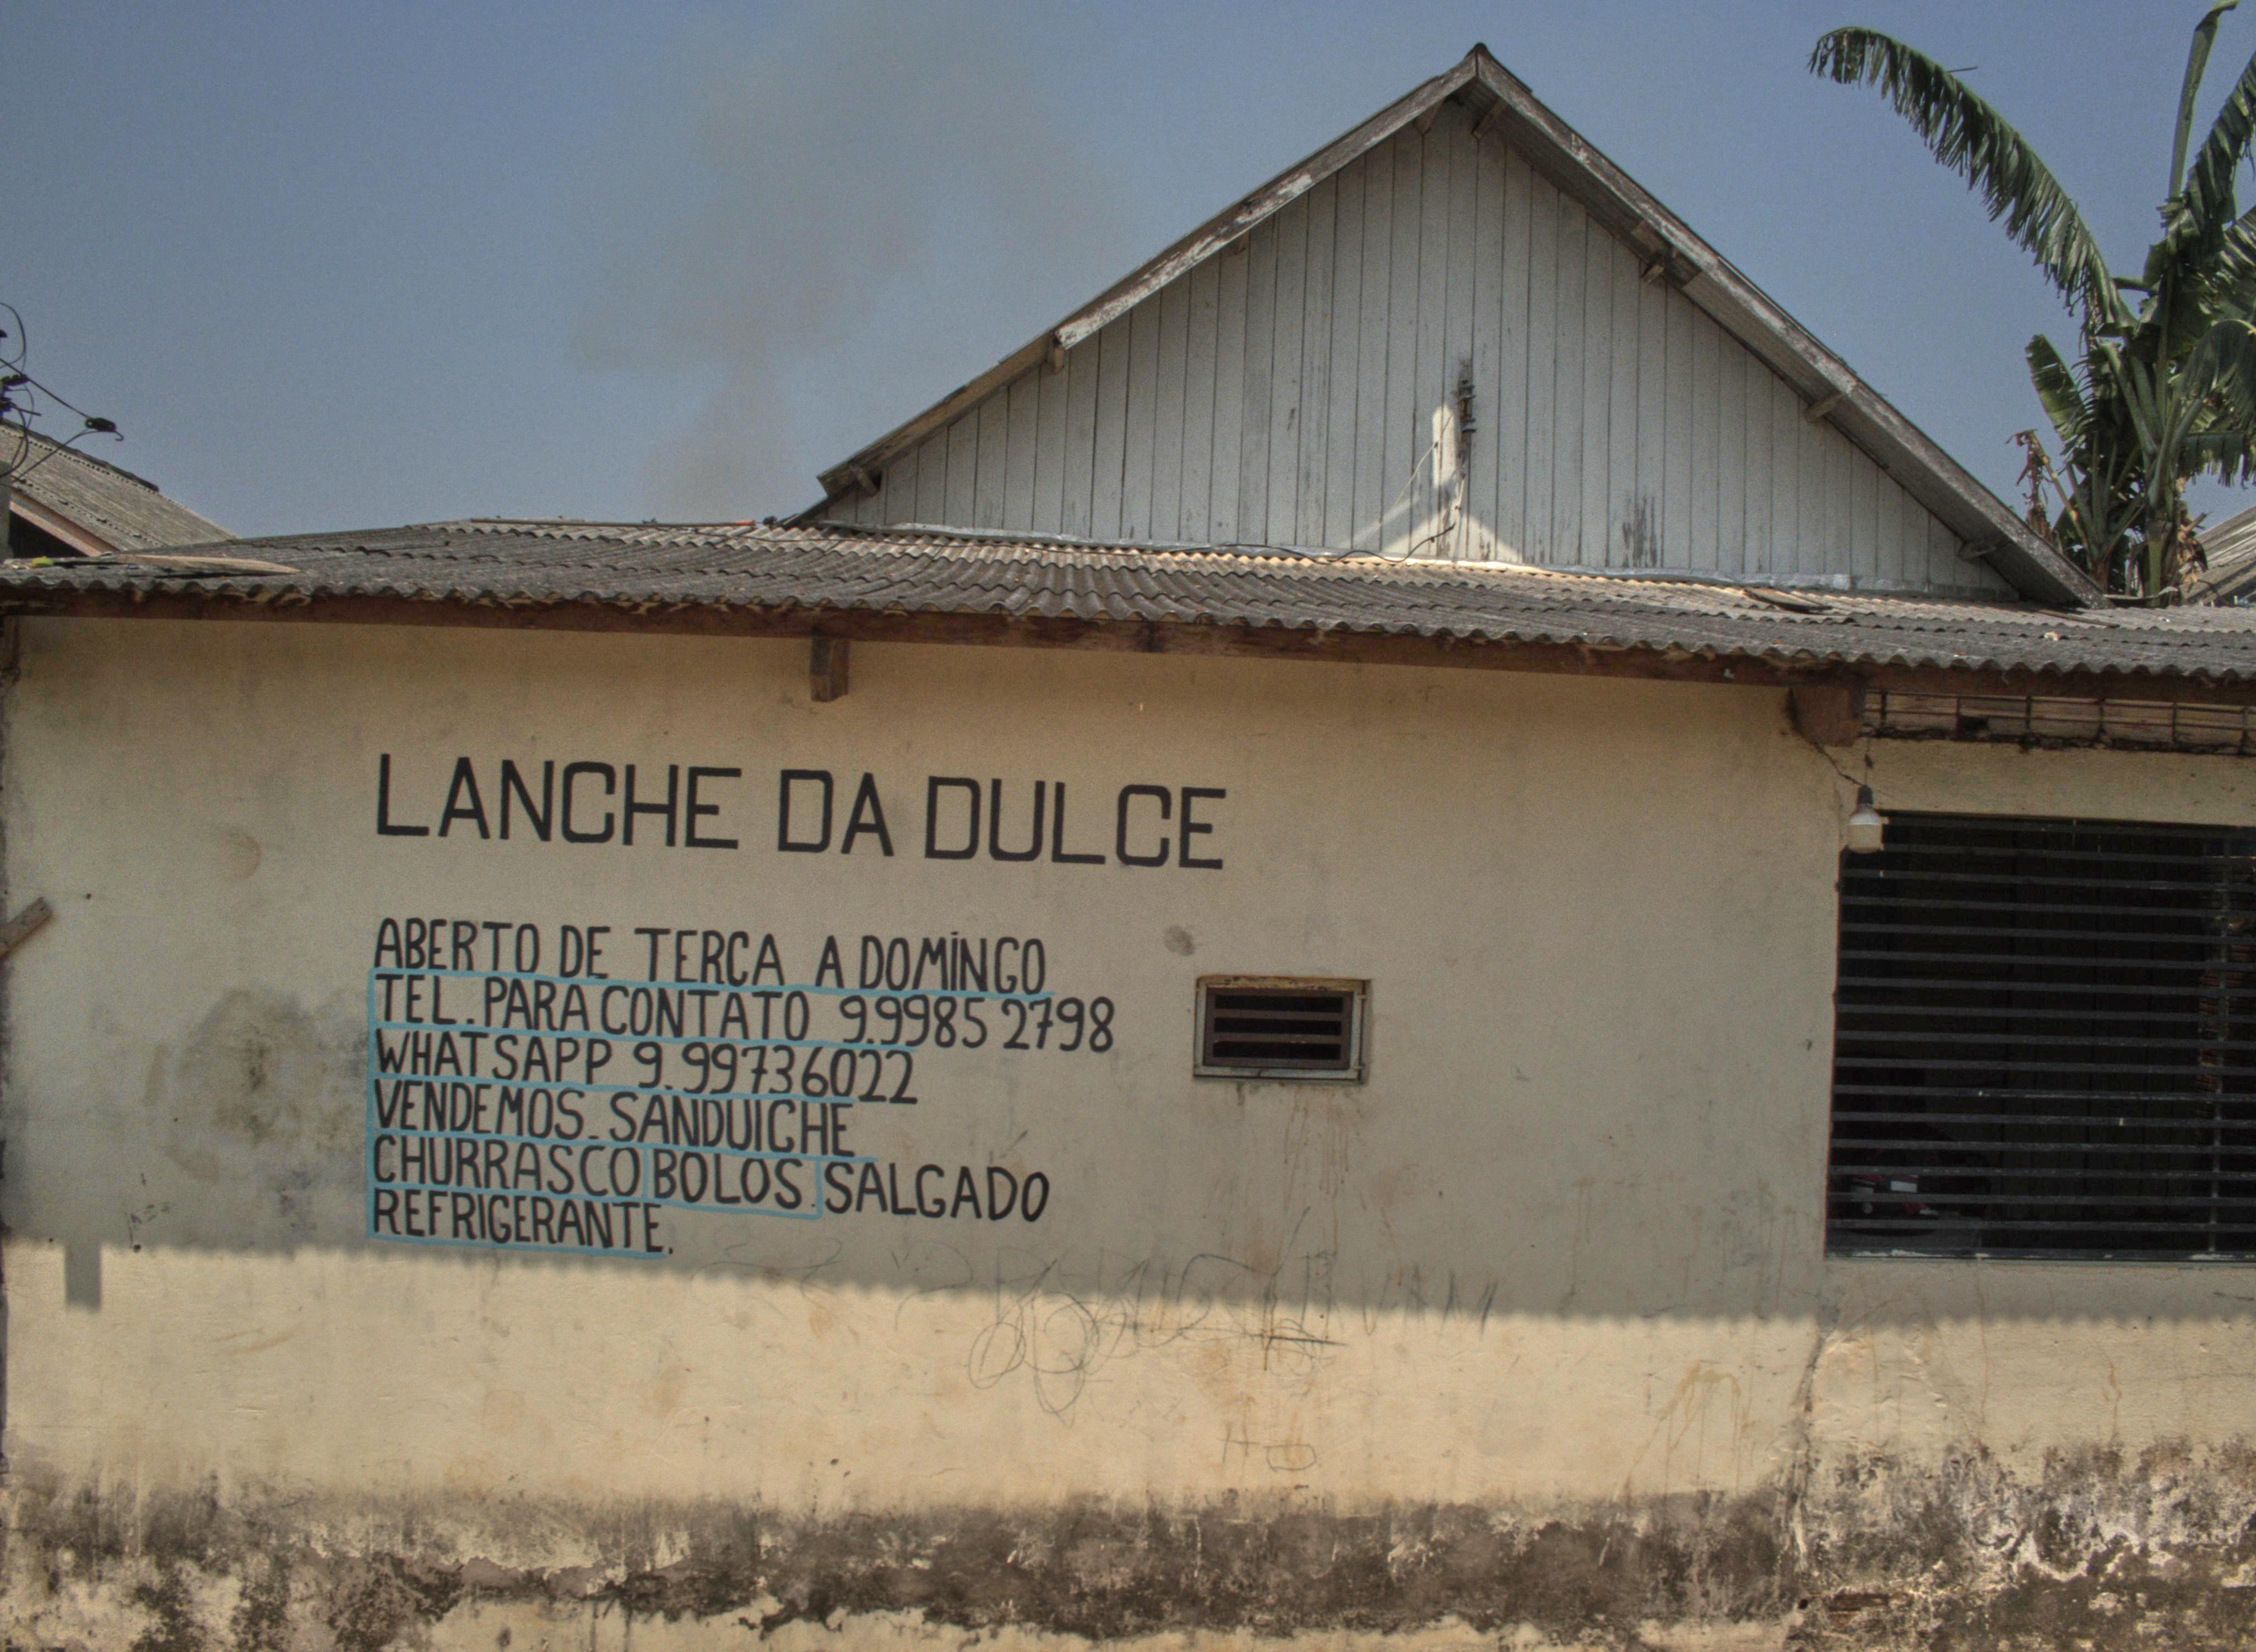 LANCHE DA DULCE
ABERTO DE TERCA A DOMINGO
TEL. PARA CONTATO 9.9985 2798
WHATSAPP 9.99736022
VENDEMOS. SANDUICHE
CHURRASCO BOLOS. SALGADO
REFRIGERANTE.